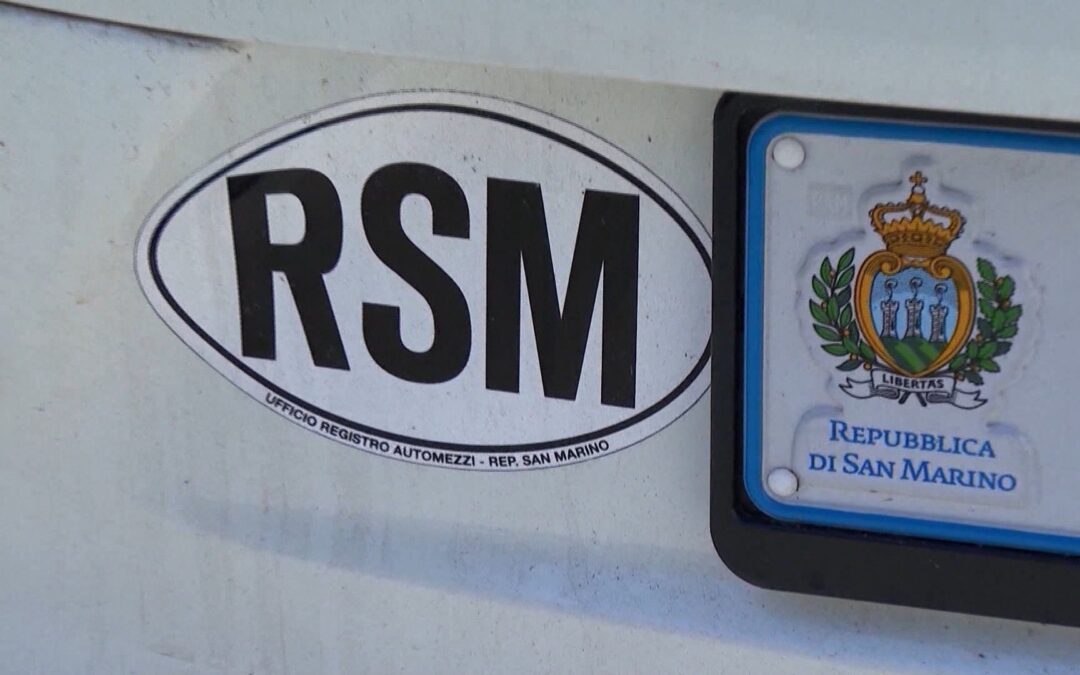 RSM
UFFICIO REGISTRO AUTOMEZZI - REP. SAN MARINO
LIBERTAS
REPUBBLICA
DI SAN MARINO